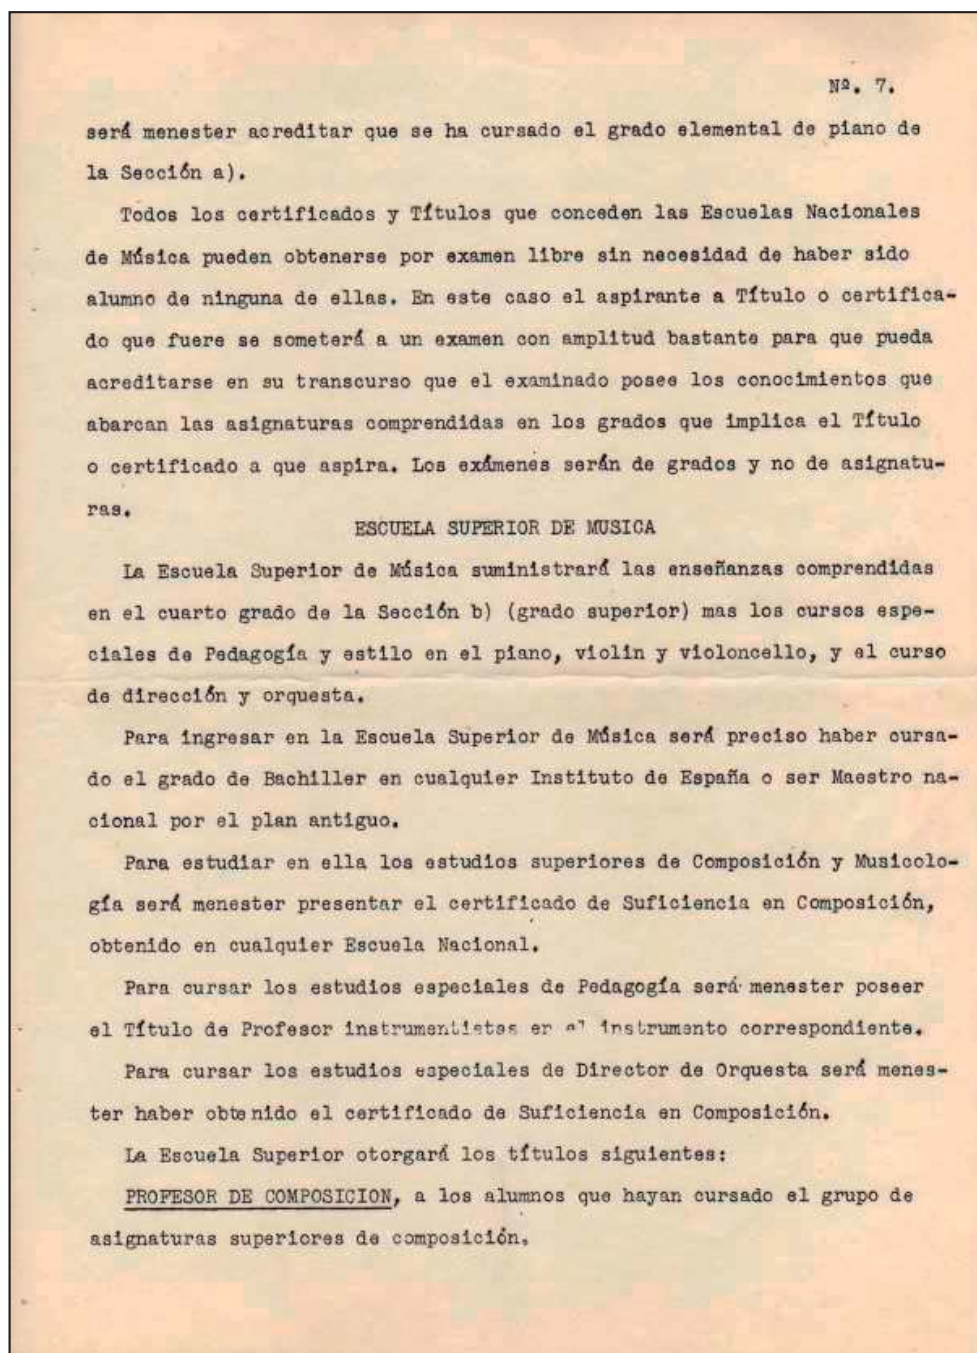 Nº. 7.
será menester acreditar que se ha cursado el grado elemental de piano de
la Sección a).
Todos los certificados y Títulos que conceden las Escuelas Nacionales
de Música pueden obtenerse por examen libre sin necesidad de haber sido
alumno de ninguna de ellas. En este caso el aspirante a Título o certifica-
do que fuere se someterá a un examen con amplitud bastante para que pueda
acreditarse en su transcurso que el examinado posee los conocimientos que
abarcan las asignaturas comprendidas en los grados que implica el Título
o certificado a que aspira. Los exámenes serán de grados y no de asignatu-
ras.
ESCUELA SUPERIOR DE MUSICA
La Escuela Superior de Música suministrará las enseñanzas comprendidas
en el cuarto grado de la Sección b) (grado superior) mas los cursos espe-
ciales de Pedagogía y estilo en el piano, violin y violoncello, y el curso
de dirección y orquesta.
Para ingresar en la Escuela Superior de Música será preciso haber cursa-
do el grado de Bachiller en cualquier Instituto de España o ser Maestro na-
cional por el plan antiguo.
Para estudiar en ella los estudios superiores de Composición y Musicolo-
gía será menester presentar el certificado de Suficiencia en Composición,
obtenido en cualquier Escuela Nacional.
Para cursar los estudios especiales de Pedagogía será menester poseer
el Título de Profesor instrumentistas en el instrumento correspondiente.
Para cursar los estudios especiales de Director de Orquesta será menes-
ter haber obtenido el certificado de Suficiencia en Composición.
La Escuela Superior otorgará los títulos siguientes:
PROFESOR DE COMPOSICION, a los alumnos que hayan cursado el grupo de
asignaturas superiores de composición.